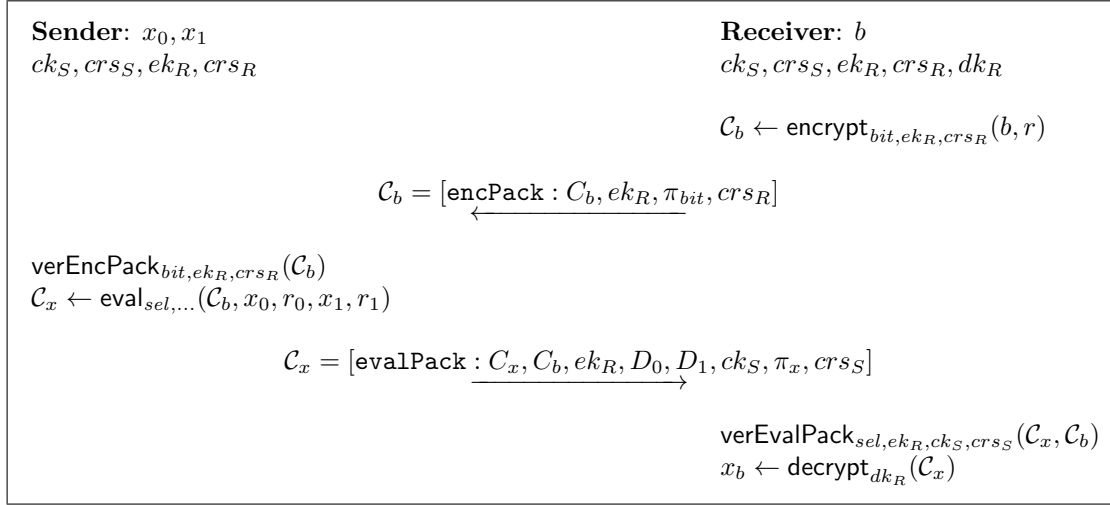 Sender: x_0, x_1
Receiver: b
ck_S, crs_S, ek_R, crs_R
ck_S, crs_S, ek_R, crs_R, dk_R
𝒞_b ← encrypt_{bit,ek_R,crs_R}(b, r)
𝒞_b = [encPack : C_b, ek_R, π_{bit}, crs_R]
verEncPack_{bit,ek_R,crs_R}(𝒞_b)
𝒞_x ← eval_{sel,...}(𝒞_b, x_0, r_0, x_1, r_1)
𝒞_x = [evalPack : C_x, C_b, ek_R, D_0, D_1, ck_S, π_x, crs_S]
verEvalPack_{sel,ek_R,ck_S,crs_S}(𝒞_x, 𝒞_b)
x_b ← decrypt_{dk_R}(𝒞_x)